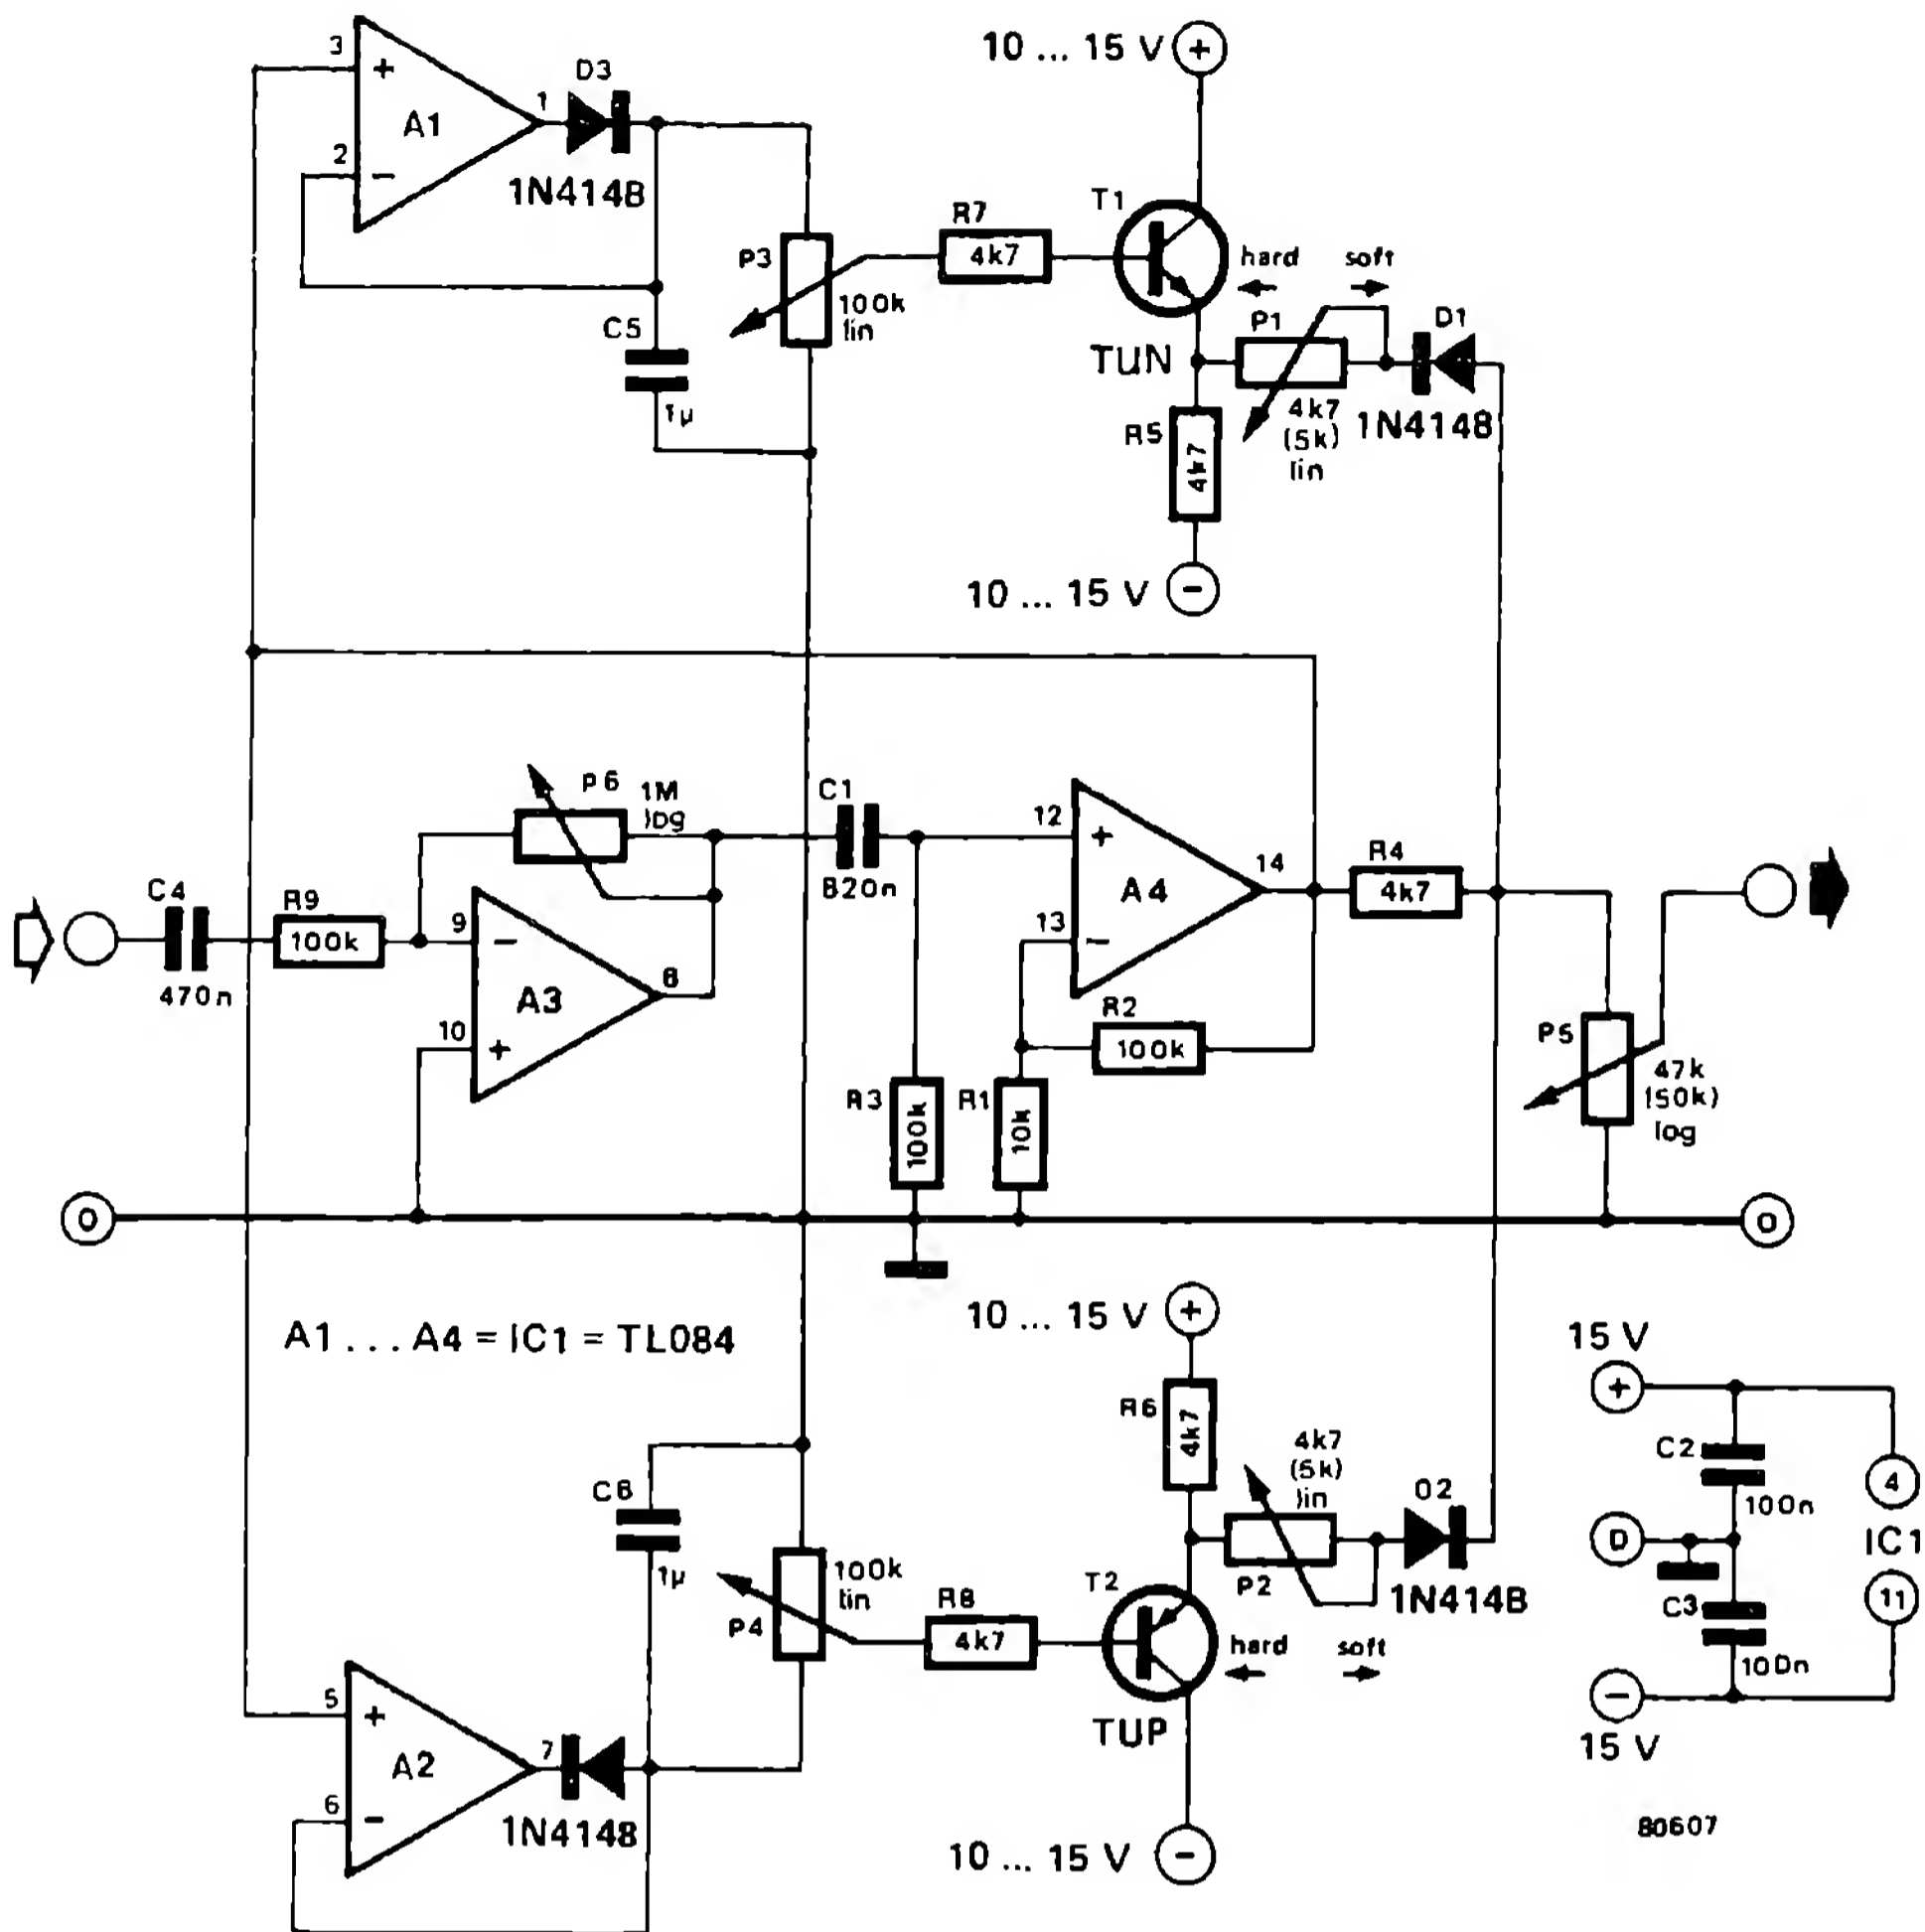 10 ... 15 V +
3
+
A1
1
D3
2
−
1N4148
P3
100k
lin
R7
4k7
T1
hard
soft
C5
1µ
TUN
P1
D1
4k7
(5k)
lin
1N4148
R5
4k7
10 ... 15 V −
P6
1M
log
C1
820n
12
+
A4
14
13
−
R4
4k7
C4
470n
R9
100k
9
−
A3
8
10
+
R2
100k
P5
47k
(50k)
log
R3
100k
R1
10k
0
0
A1 ... A4 = IC1 = TL084
10 ... 15 V +
15 V
+
R6
4k7
4k7
(5k)
lin
D2
C2
100n
4
C6
1µ
0
IC1
P4
100k
lin
R8
4k7
T2
P2
1N4148
C3
100n
11
hard
soft
−
15 V
5
+
A2
7
6
−
1N4148
TUP
10 ... 15 V −
80607